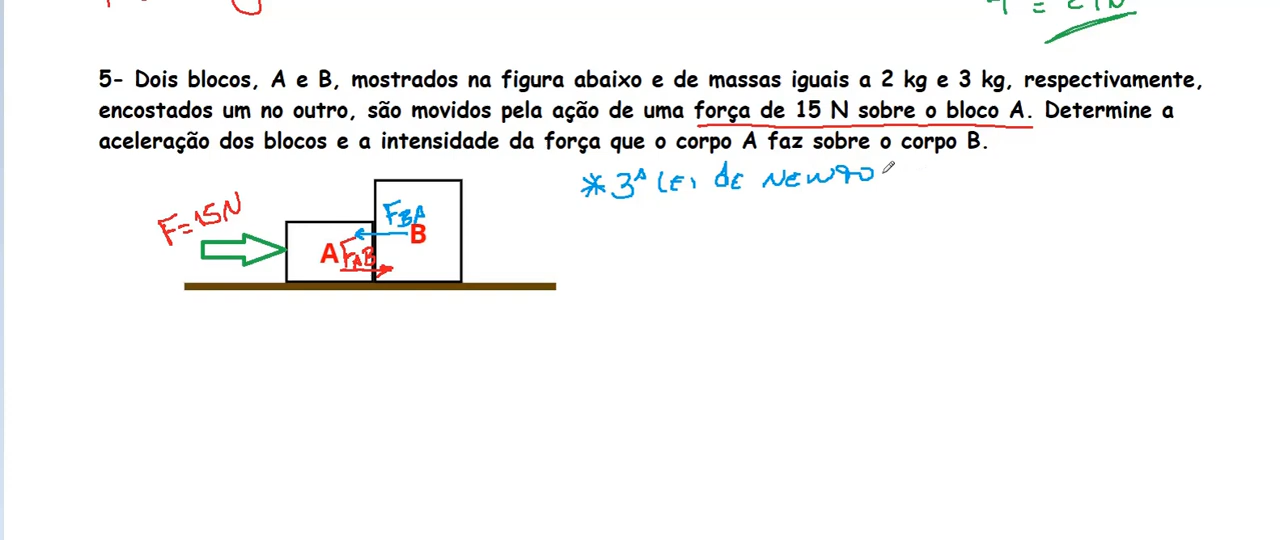 5- Dois blocos, A e B, mostrados na figura abaixo e de massas iguais a 2 kg e 3 kg, respectivamente,
encostados um no outro, são movidos pela ação de uma força de 15 N sobre o bloco A. Determine a
aceleração dos blocos e a intensidade da força que o corpo A faz sobre o corpo B.
* 3ª LEI DE NEWTO
F=15N
FBA
B
A FAB